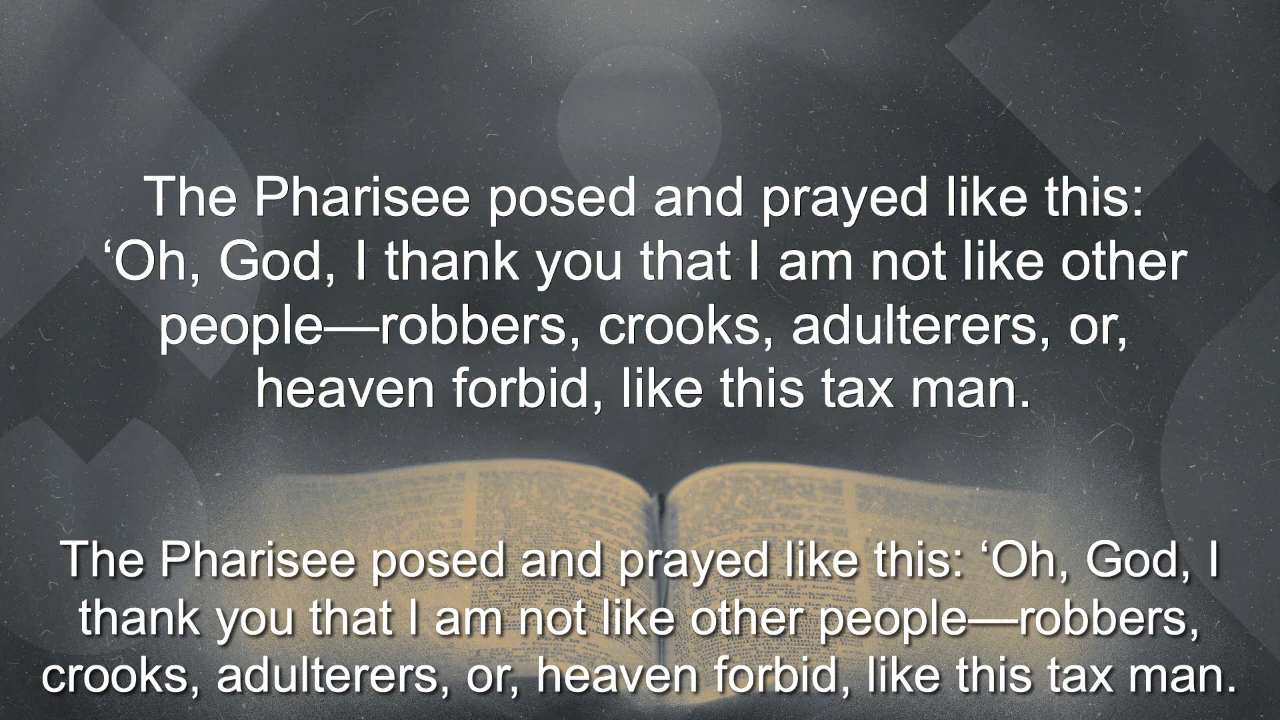 The Pharisee posed and prayed like this:
‘Oh, God, I thank you that I am not like other
people—robbers, crooks, adulterers, or,
heaven forbid, like this tax man.
The Pharisee posed and prayed like this: ‘Oh, God, I
thank you that I am not like other people—robbers,
crooks, adulterers, or, heaven forbid, like this tax man.